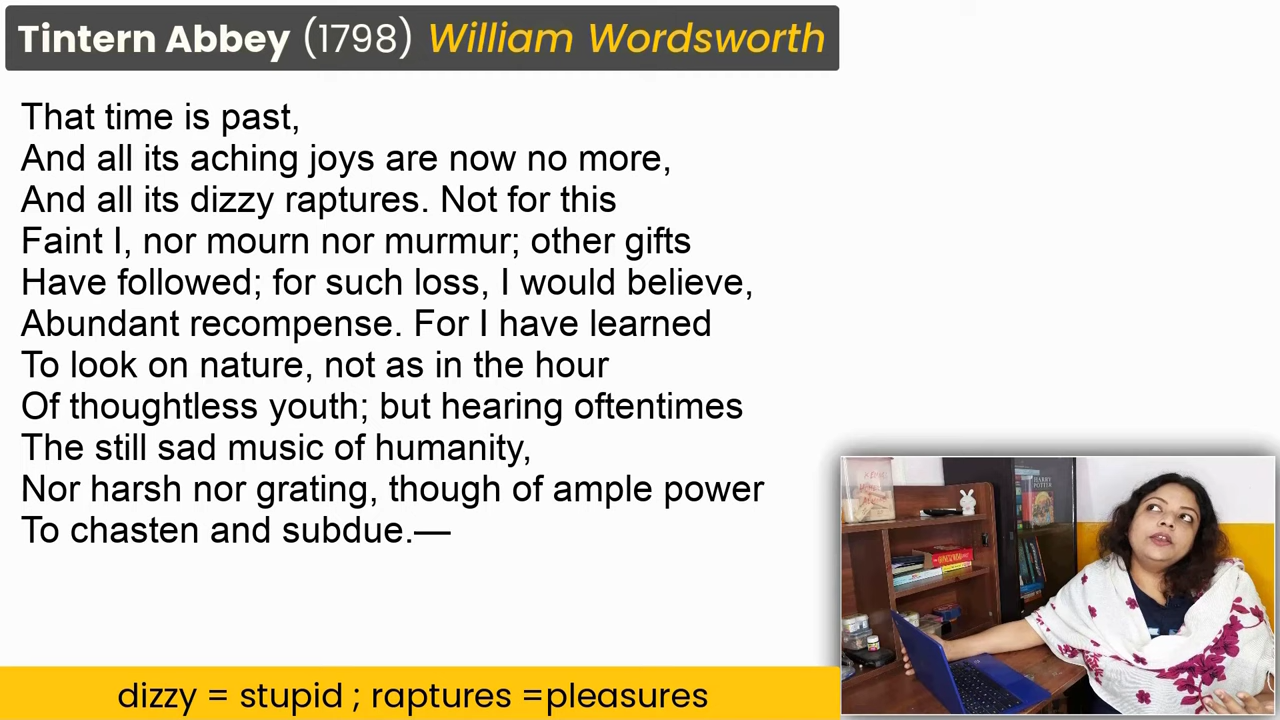 Tintern Abbey (1798) William Wordsworth
That time is past,
And all its aching joys are now no more,
And all its dizzy raptures. Not for this
Faint I, nor mourn nor murmur; other gifts
Have followed; for such loss, I would believe,
Abundant recompense. For I have learned
To look on nature, not as in the hour
Of thoughtless youth; but hearing oftentimes
The still sad music of humanity,
Nor harsh nor grating, though of ample power
To chasten and subdue.—
HARRY
POTTER
dizzy = stupid ; raptures =pleasures